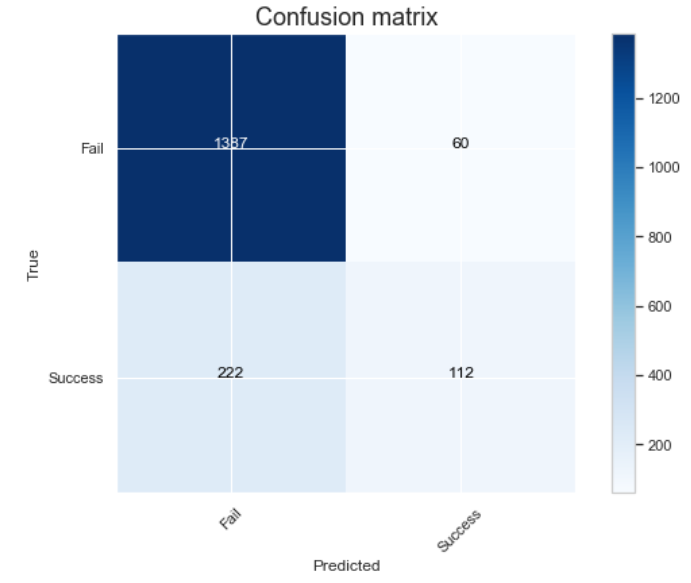 Confusion matrix
1387 60
Fail
222 112
Success
True
Fail Success
Predicted
1200
1000
800
600
400
200